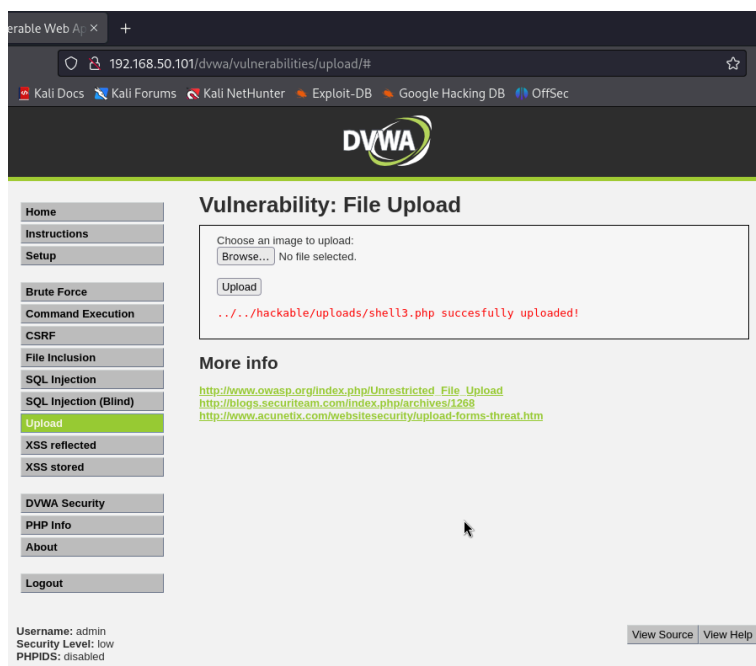 erable Web Ap × +
192.168.50.101/dvwa/vulnerabilities/upload/#
Kali Docs Kali Forums Kali NetHunter Exploit-DB Google Hacking DB OffSec
DVWA
Home
Instructions
Setup
Brute Force
Command Execution
CSRF
File Inclusion
SQL Injection
SQL Injection (Blind)
Upload
XSS reflected
XSS stored
DVWA Security
PHP Info
About
Logout
Vulnerability: File Upload
Choose an image to upload:
Browse... No file selected.
Upload
../../hackable/uploads/shell3.php succesfully uploaded!
More info
http://www.owasp.org/index.php/Unrestricted_File_Upload
http://blogs.securiteam.com/index.php/archives/1268
http://www.acunetix.com/websitesecurity/upload-forms-threat.htm
Username: admin
Security Level: low
PHPIDS: disabled
View Source View Help